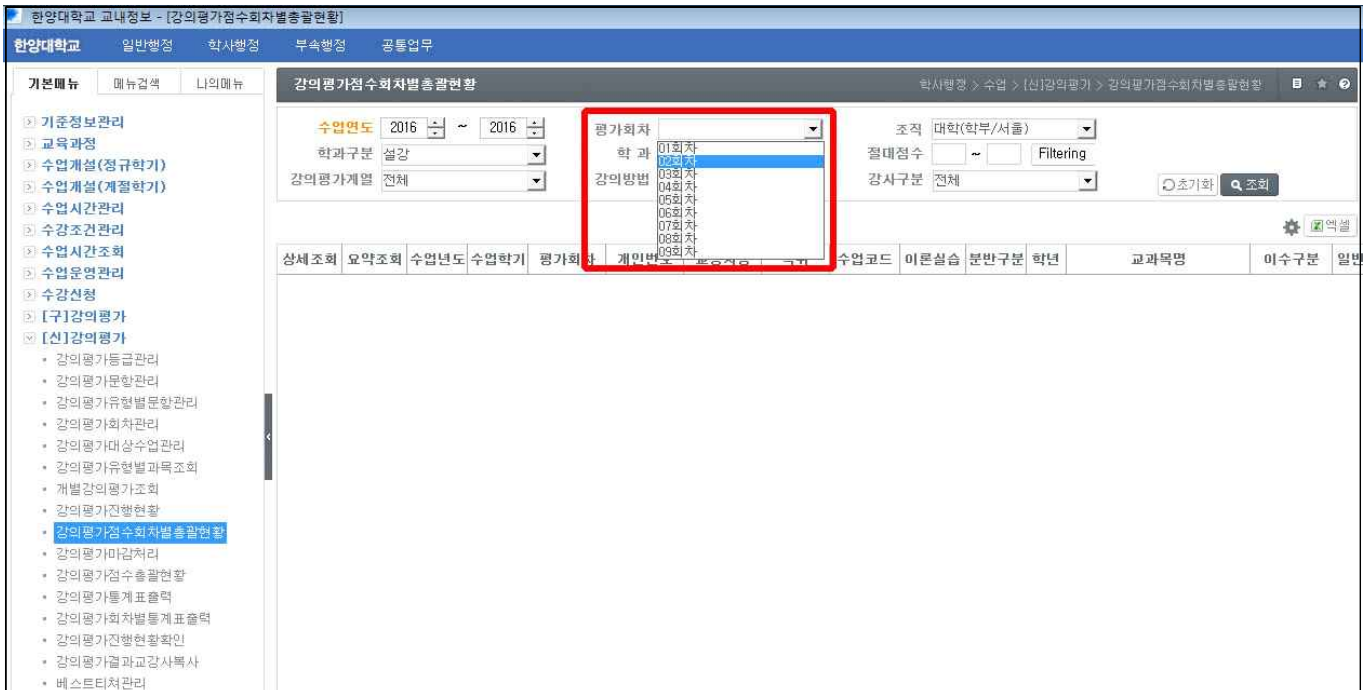 한양대학교 교내정보 - [강의평가점수회차별총괄현황]
한양대학교 일반행정 학사행정 부속행정 공통업무
기본메뉴 메뉴검색 나의메뉴
강의평가점수회차별총괄현황 학사행정 > 수업 > [신]강의평가 > 강의평가점수회차별총괄현황
수업연도 2016 ~ 2016 평가회차 조직 대학(학부/서울)
학과구분 설강 학 과 절대점수 ~ Filtering
강의평가계열 전체 강의방법 강사구분 전체 초기화 조회
01회차
02회차
03회차
04회차
05회차
06회차
07회차
08회차
09회차
엑셀
상세조회 요약조회 수업년도 수업학기 평가회차 개인번호 수업코드 이론실습 분반구분 학년 교과목명 이수구분 일반
기준정보관리
교육과정
수업개설(정규학기)
수업개설(계절학기)
수업시간관리
수강조건관리
수업시간조회
수업운영관리
수강신청
[구]강의평가
[신]강의평가
강의평가등급관리
강의평가문항관리
강의평가유형별문항관리
강의평가회차관리
강의평가대상수업관리
강의평가유형별과목조회
개별강의평가조회
강의평가진행현황
강의평가점수회차별총괄현황
강의평가마감처리
강의평가점수총괄현황
강의평가통계표출력
강의평가회차별통계표출력
강의평가진행현황확인
강의평가결과교강사복사
베스트티쳐관리